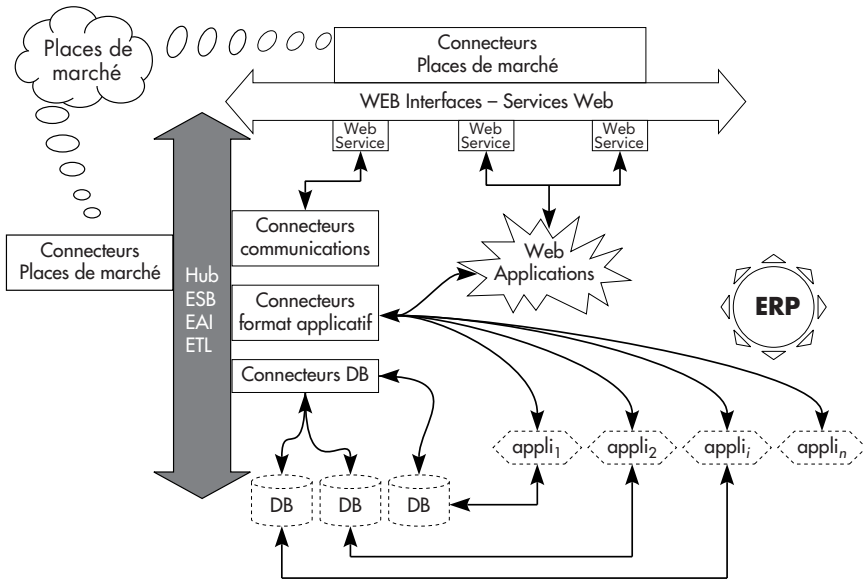 Places de
marché
Connecteurs
Places de marché
WEB Interfaces – Services Web
Web
Service
Web
Service
Web
Service
Connecteurs
communications
Connecteurs
Places de marché
Web
Applications
Hub
ESB
EAI
ETL
Connecteurs
format applicatif
ERP
Connecteurs DB
appli1
appli2
applii
applin
DB
DB
DB